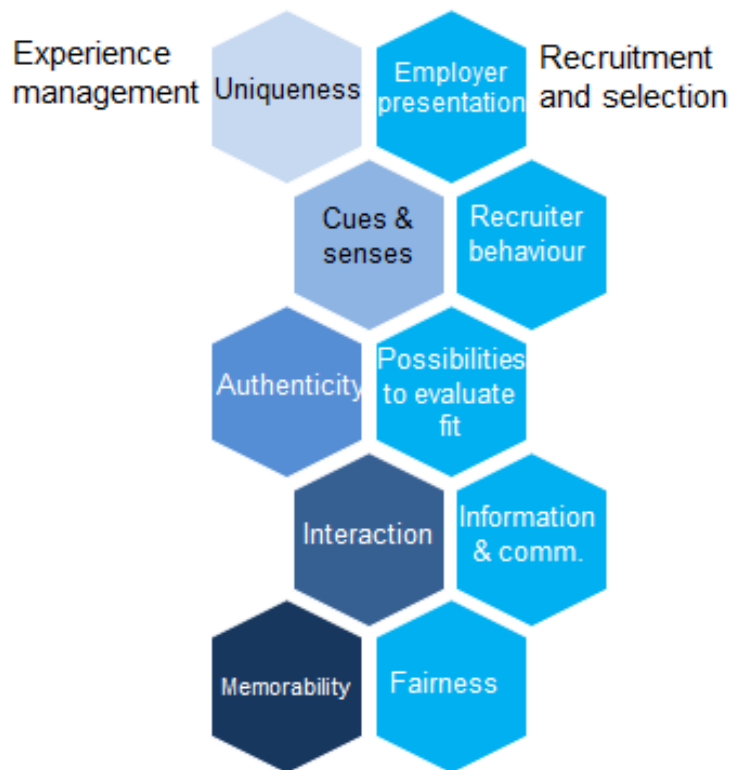 Experience
management
Uniqueness
Employer
presentation
Recruitment
and selection
Cues &
senses
Recruiter
behaviour
Authenticity
Possibilities
to evaluate
fit
Interaction
Information
& comm.
Memorability
Fairness